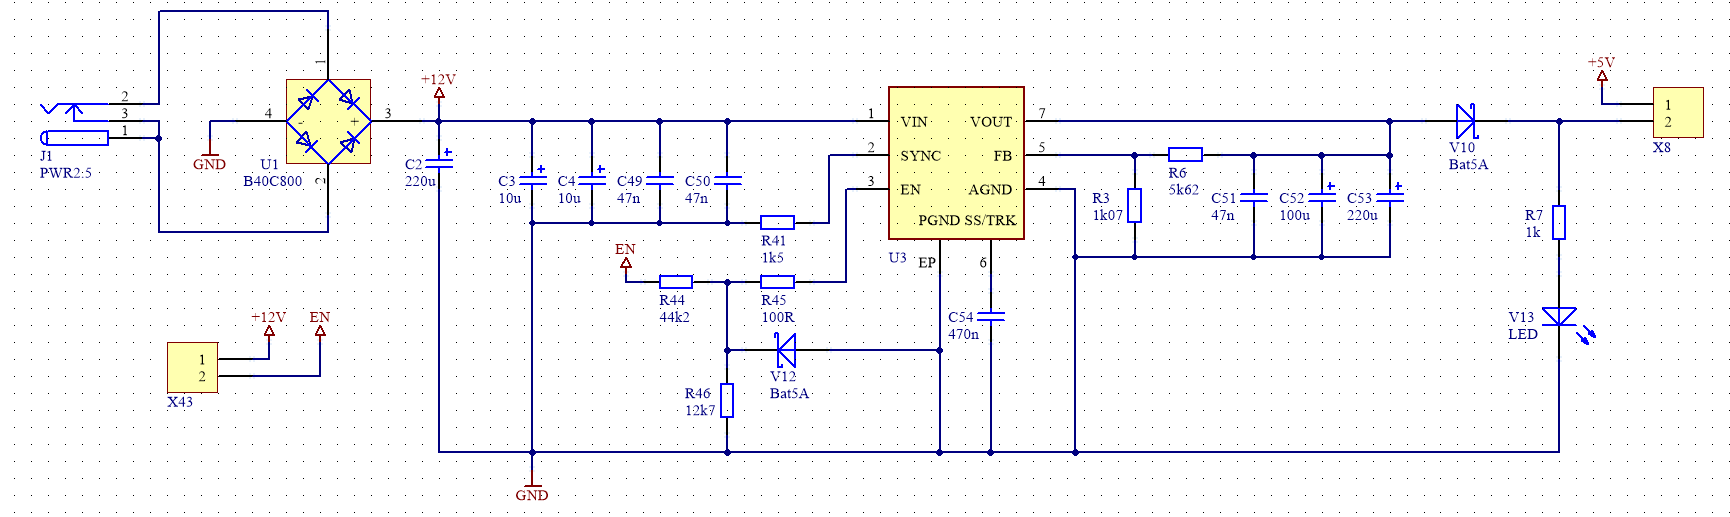 2
3
1
J1
PWR2.5
1
4
3
-
+
2
U1
B40C800
GND
+12V
C2
220u
C3
10u
C4
10u
C49
47n
C50
47n
R41
1k5
EN
R44
44k2
R45
100R
V12
Bat5A
R46
12k7
GND
+12V
EN
1
2
X43
1
VIN
VOUT
7
2
SYNC
FB
5
3
EN
AGND
4
PGND SS/TRK
U3
EP
6
C54
470n
R3
1k07
R6
5k62
C51
47n
C52
100u
C53
220u
V10
Bat5A
+5V
1
2
X8
R7
1k
V13
LED